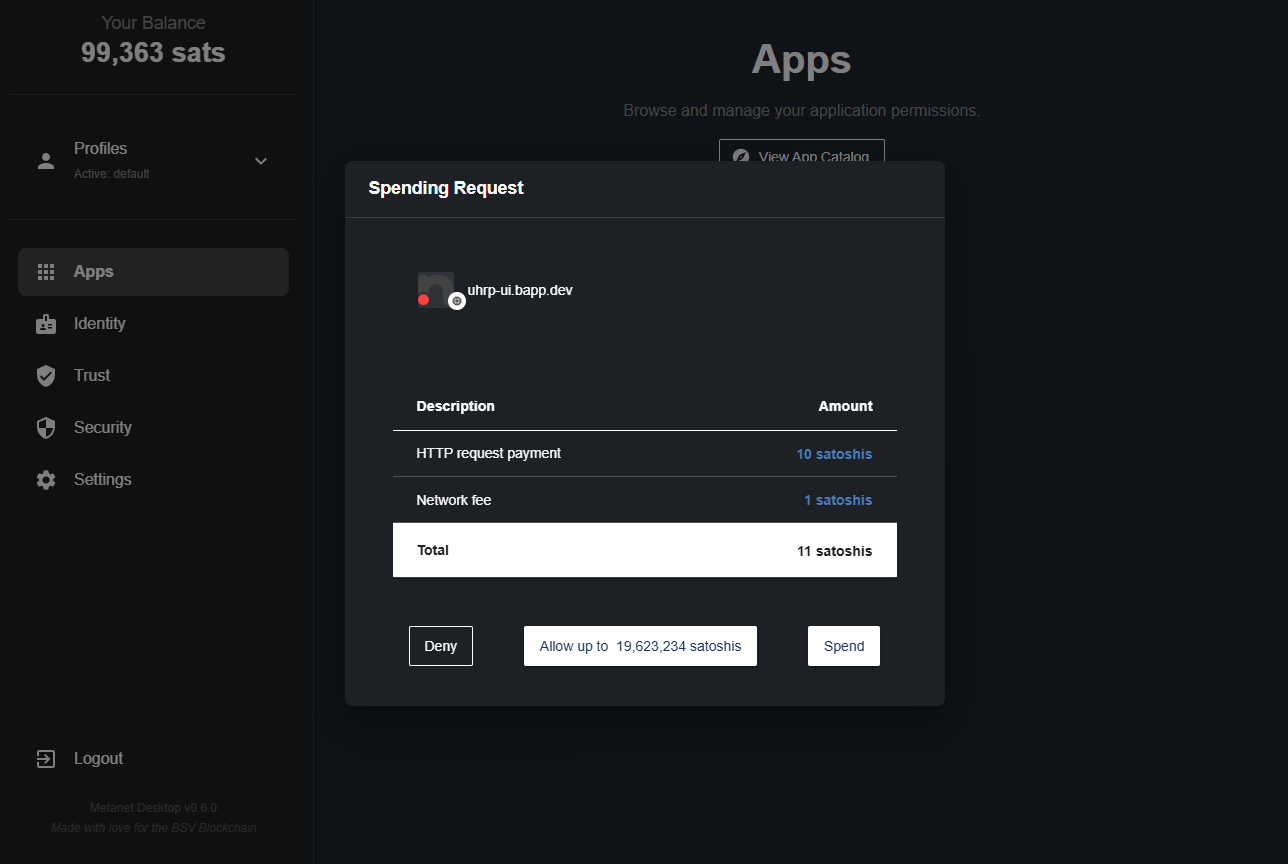 Your Balance
99,363 sats
Apps
Browse and manage your application permissions.
View App Catalog
Profiles
Active: default
Apps
Identity
Trust
Security
Settings
Logout
Metanet Desktop v0.6.0
Made with love for the BSV Blockchain
Spending Request
uhrp-ui.bapp.dev
Description Amount
HTTP request payment 10 satoshis
Network fee 1 satoshis
Total 11 satoshis
Deny Allow up to 19,623,234 satoshis Spend